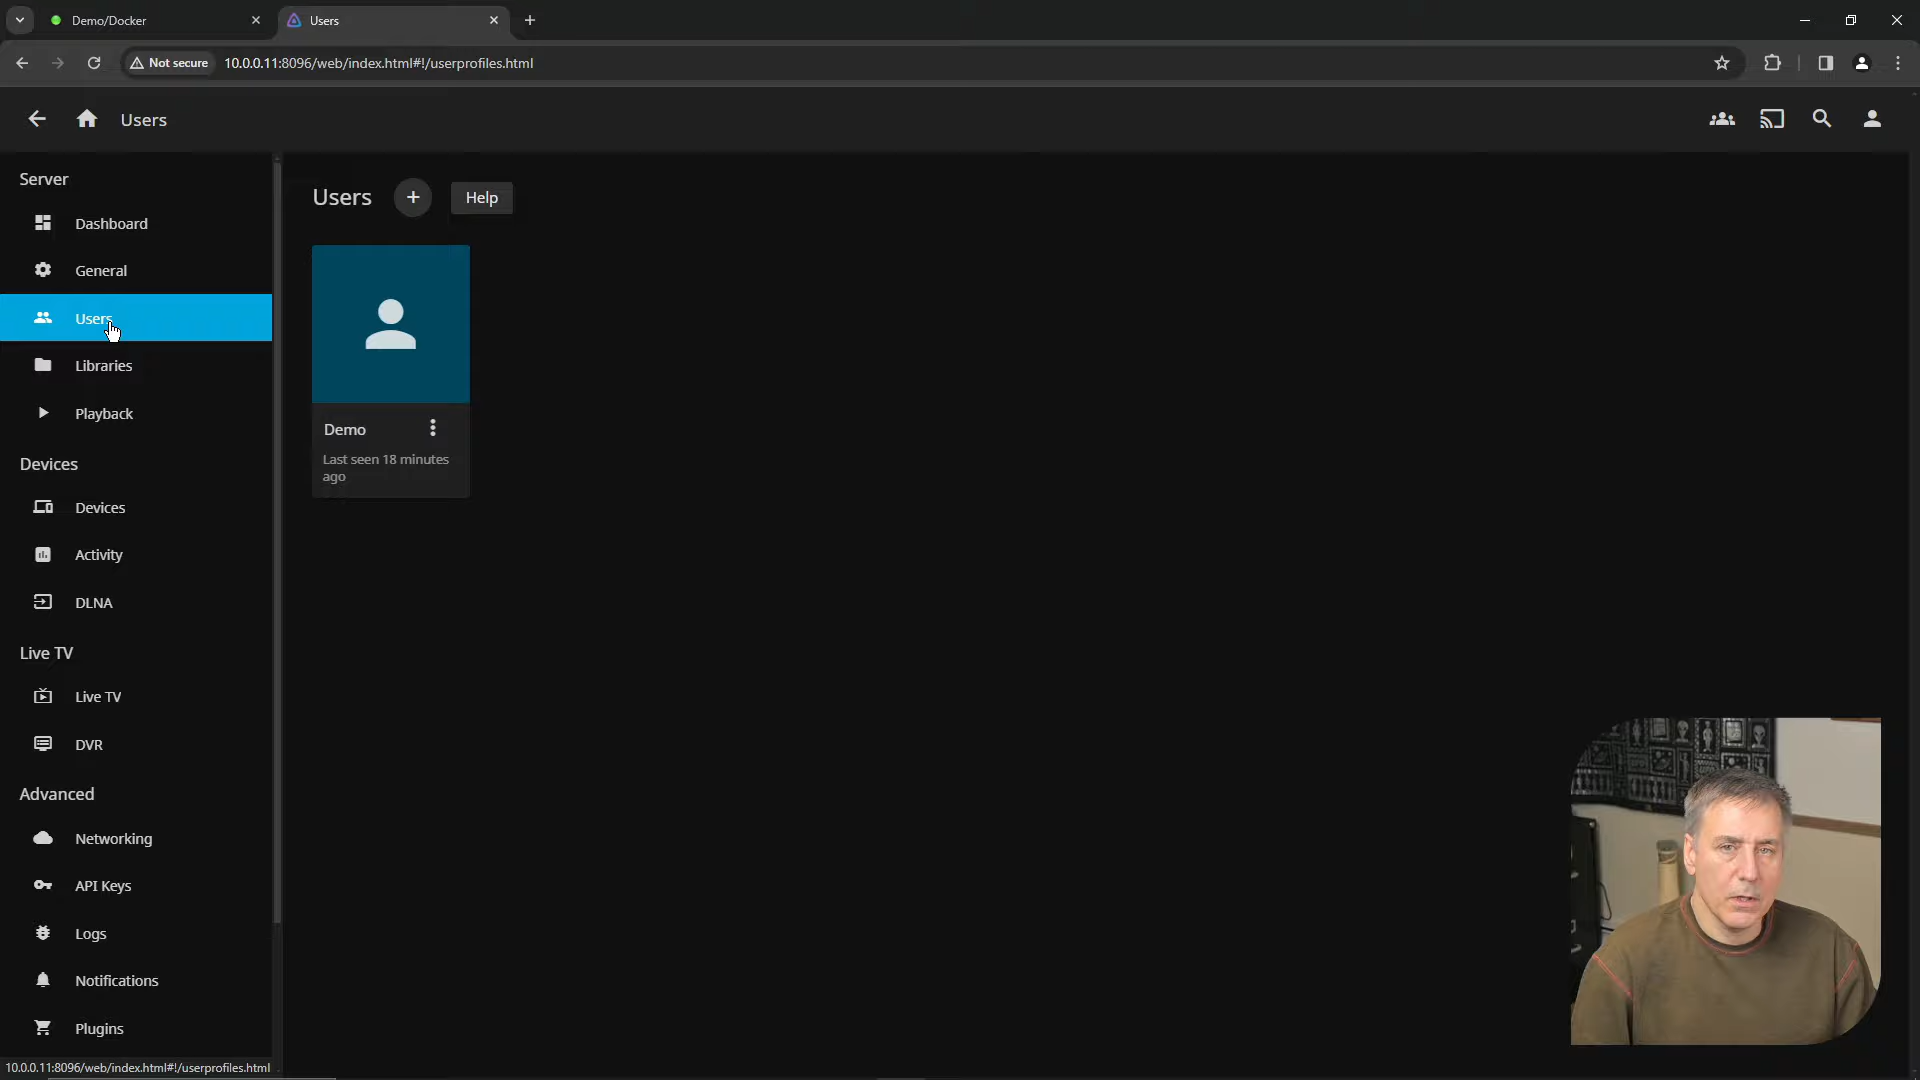 Demo/Docker
Users
Not secure
10.0.0.11:8096/web/index.html#!/userprofiles.html
Users
Server
Dashboard
General
Users
Libraries
Playback
Devices
Devices
Activity
DLNA
Live TV
Live TV
DVR
Advanced
Networking
API Keys
Logs
Notifications
Plugins
Users
Help
Demo
Last seen 18 minutes
ago
10.0.0.11:8096/web/index.html#!/userprofiles.html